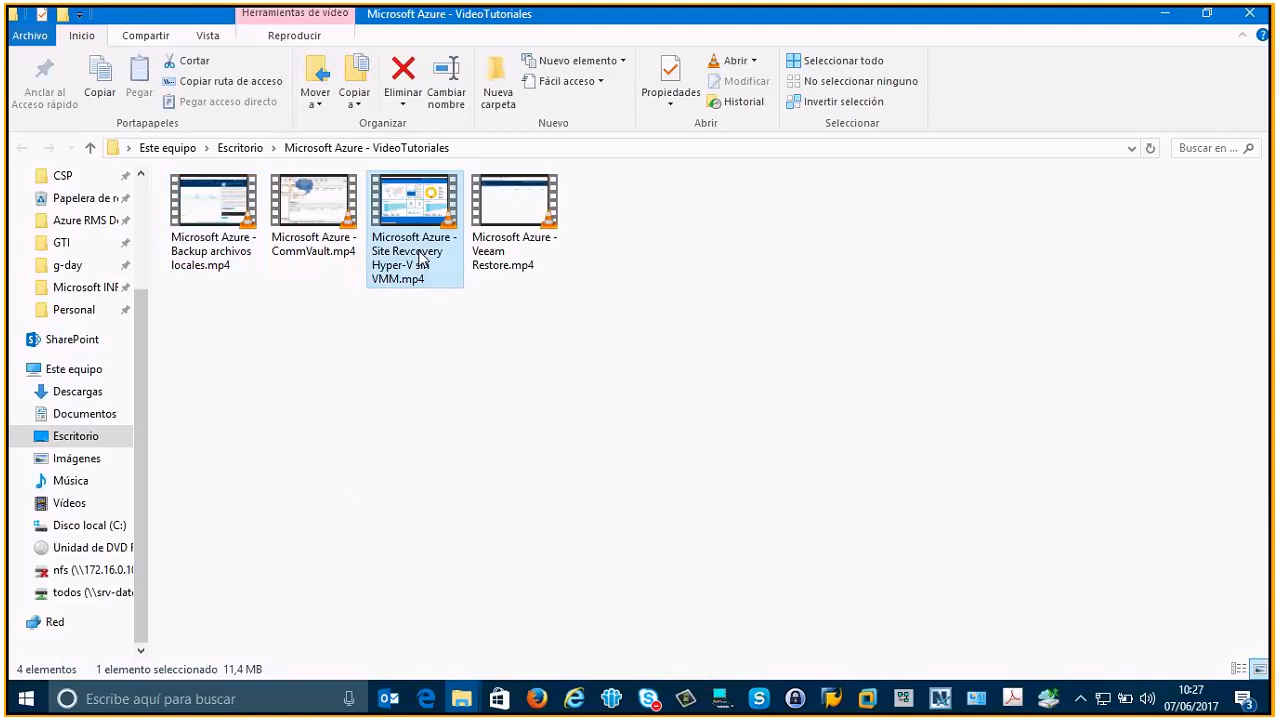 Herramientas de vídeo
Microsoft Azure - VideoTutoriales
Archivo
Inicio
Compartir
Vista
Reproducir
Anclar al
Acceso rápido
Copiar
Pegar
Cortar
Copiar ruta de acceso
Pegar acceso directo
Portapapeles
Mover
a
Copiar
a
Eliminar
Cambiar
nombre
Organizar
Nueva
carpeta
Nuevo elemento
Fácil acceso
Nuevo
Propiedades
Abrir
Modificar
Historial
Abrir
Seleccionar todo
No seleccionar ninguno
Invertir selección
Seleccionar
Este equipo
Escritorio
Microsoft Azure - VideoTutoriales
Buscar en ...
CSP
Papelera de r
Azure RMS D
GTI
g-day
Microsoft INF
Personal
SharePoint
Este equipo
Descargas
Documentos
Escritorio
Imágenes
Música
Vídeos
Disco local (C:)
Unidad de DVD F
nfs (\\172.16.0.10
todos (\\srv-date
Red
Microsoft Azure -
Backup archivos
locales.mp4
Microsoft Azure -
CommVault.mp4
Microsoft Azure -
Site Revcovery
Hyper-V
VMM.mp4
Microsoft Azure -
Veeam
Restore.mp4
4 elementos
1 elemento seleccionado 11,4 MB
Escribe aquí para buscar
10:27
07/06/2017
3